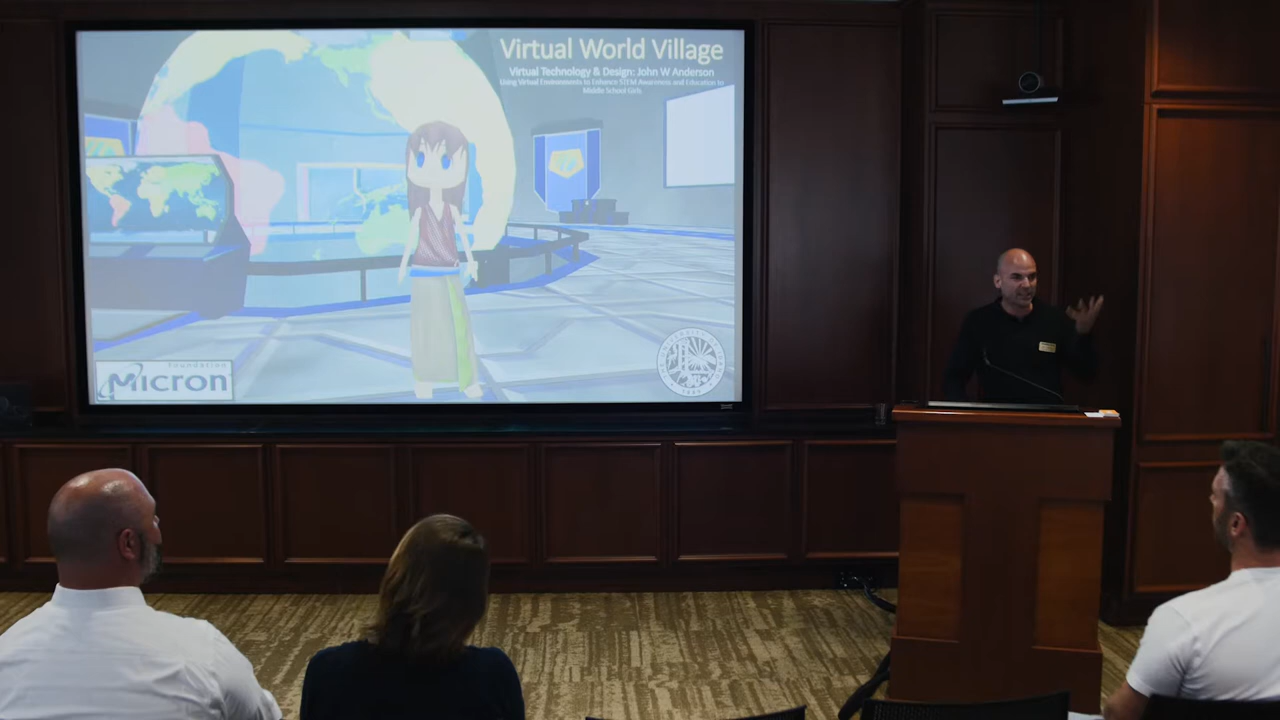 Virtual World Village
Virtual Technology & Design: John W Anderson
Using Virtual Environments to Enhance STEM Awareness and Education in
Middle School Girls
Foundation
Micron